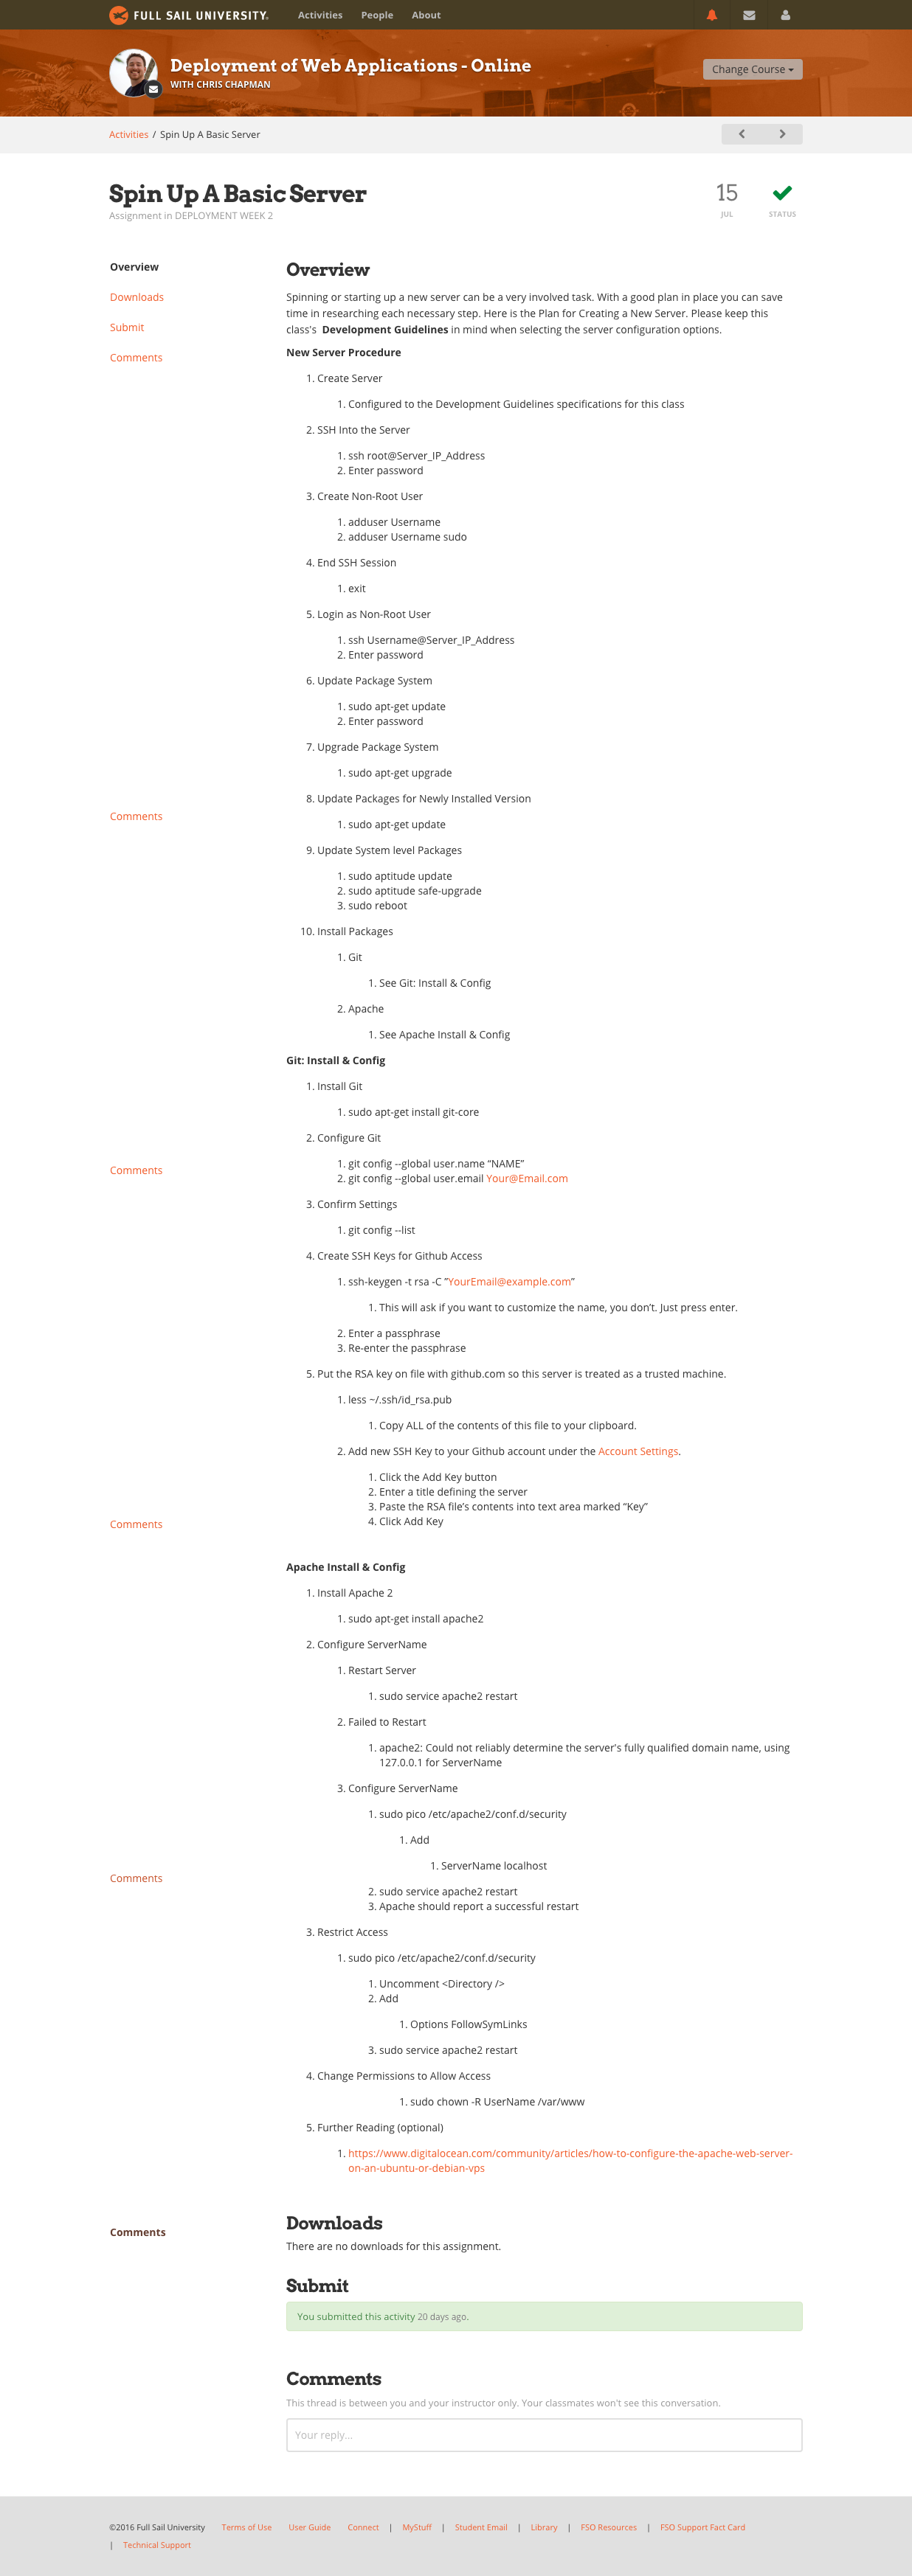 FULL SAIL UNIVERSITY.
Activities People About
Deployment of Web Applications - Online
WITH CHRIS CHAPMAN
Change Course
Activities / Spin Up A Basic Server
Spin Up A Basic Server
Assignment in DEPLOYMENT WEEK 2
15
JUL
STATUS
Overview
Downloads
Submit
Comments
Overview
Spinning or starting up a new server can be a very involved task. With a good plan in place you can save
time in researching each necessary step. Here is the Plan for Creating a New Server. Please keep this
class's Development Guidelines in mind when selecting the server configuration options.
New Server Procedure
1. Create Server
1. Configured to the Development Guidelines specifications for this class
2. SSH Into the Server
1. ssh root@Server_IP_Address
2. Enter password
3. Create Non-Root User
1. adduser Username
2. adduser Username sudo
4. End SSH Session
1. exit
5. Login as Non-Root User
1. ssh Username@Server_IP_Address
2. Enter password
6. Update Package System
1. sudo apt-get update
2. Enter password
7. Upgrade Package System
1. sudo apt-get upgrade
8. Update Packages for Newly Installed Version
Comments
1. sudo apt-get update
9. Update System level Packages
1. sudo aptitude update
2. sudo aptitude safe-upgrade
3. sudo reboot
10. Install Packages
1. Git
1. See Git: Install & Config
2. Apache
1. See Apache Install & Config
Git: Install & Config
1. Install Git
1. sudo apt-get install git-core
2. Configure Git
1. git config --global user.name “NAME”
Comments
2. git config --global user.email Your@Email.com
3. Confirm Settings
1. git config --list
4. Create SSH Keys for Github Access
1. ssh-keygen -t rsa -C “YourEmail@example.com”
1. This will ask if you want to customize the name, you don’t. Just press enter.
2. Enter a passphrase
3. Re-enter the passphrase
5. Put the RSA key on file with github.com so this server is treated as a trusted machine.
1. less ~/.ssh/id_rsa.pub
1. Copy ALL of the contents of this file to your clipboard.
2. Add new SSH Key to your Github account under the Account Settings.
1. Click the Add Key button
2. Enter a title defining the server
3. Paste the RSA file’s contents into text area marked “Key”
4. Click Add Key
Comments
Apache Install & Config
1. Install Apache 2
1. sudo apt-get install apache2
2. Configure ServerName
1. Restart Server
1. sudo service apache2 restart
2. Failed to Restart
1. apache2: Could not reliably determine the server's fully qualified domain name, using
127.0.0.1 for ServerName
3. Configure ServerName
1. sudo pico /etc/apache2/conf.d/security
1. Add
1. ServerName localhost
Comments
2. sudo service apache2 restart
3. Apache should report a successful restart
3. Restrict Access
1. sudo pico /etc/apache2/conf.d/security
1. Uncomment <Directory />
2. Add
1. Options FollowSymLinks
3. sudo service apache2 restart
4. Change Permissions to Allow Access
1. sudo chown -R UserName /var/www
5. Further Reading (optional)
1. https://www.digitalocean.com/community/articles/how-to-configure-the-apache-web-server-
on-an-ubuntu-or-debian-vps
Downloads
Comments
There are no downloads for this assignment.
Submit
You submitted this activity 20 days ago.
Comments
This thread is between you and your instructor only. Your classmates won't see this conversation.
Your reply...
©2016 Full Sail University Terms of Use User Guide Connect | MyStuff | Student Email | Library | FSO Resources | FSO Support Fact Card
| Technical Support